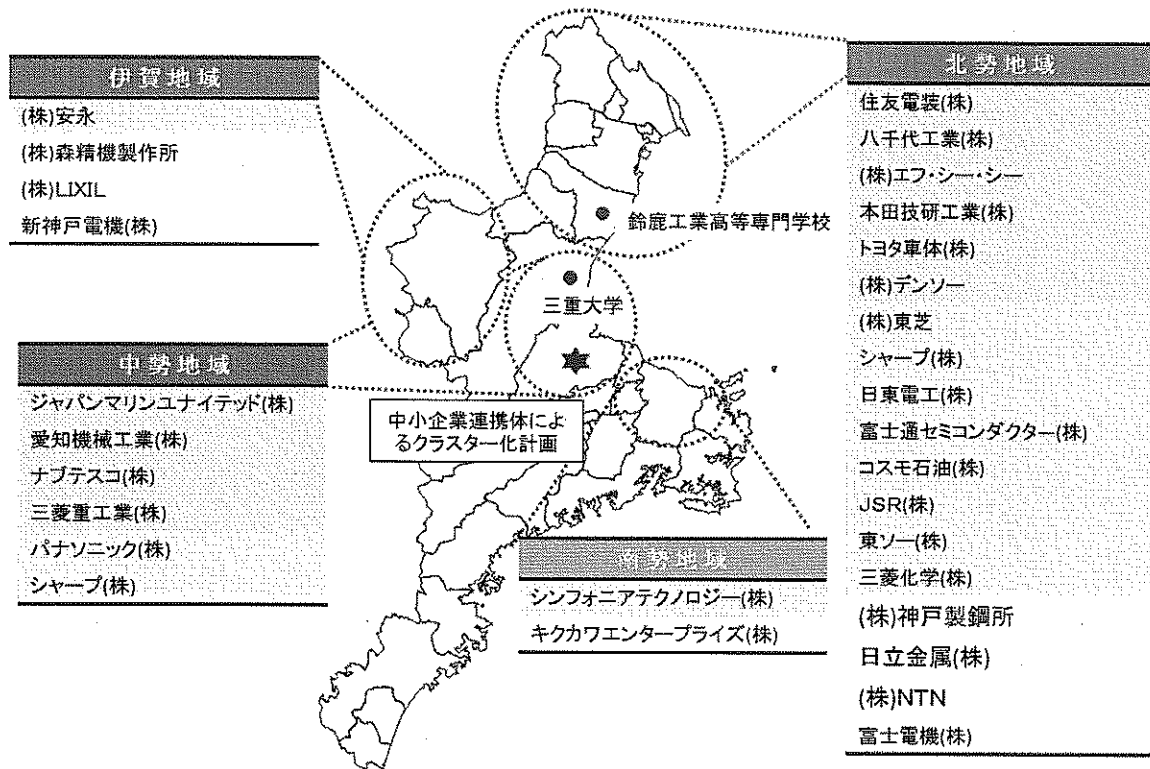 伊賀地域
(株)安永
(株)森精機製作所
(株)LIXIL
新神戸電機(株)
中勢地域
ジャパンマリンユナイテッド(株)
愛知機械工業(株)
ナブテスコ(株)
三菱重工業(株)
パナソニック(株)
シャープ(株)
鈴鹿工業高等専門学校
三重大学
中小企業連携体によ
るクラスター化計画
南勢地域
シンフォニアテクノロジー(株)
キクカワエンタープライズ(株)
北勢地域
住友電装(株)
八千代工業(株)
(株)エフ・シー・シー
本田技研工業(株)
トヨタ車体(株)
(株)デンソー
(株)東芝
シャープ(株)
日東電工(株)
富士通セミコンダクター(株)
コスモ石油(株)
JSR(株)
東ソー(株)
三菱化学(株)
(株)神戸製鋼所
日立金属(株)
(株)NTN
富士電機(株)